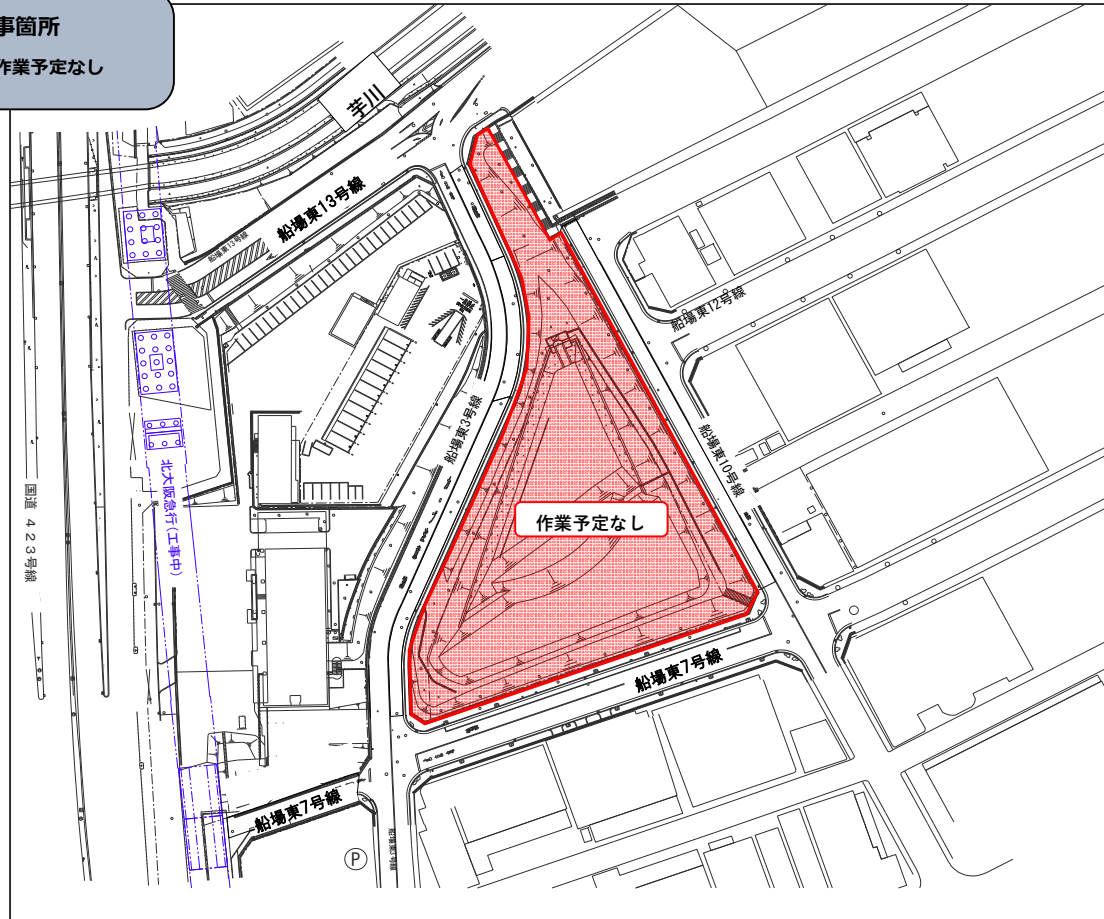 事箇所
作業予定なし
芋川
船場東13号線
船場東13号線
船場東12号線
船場東3号線
船場東10号線
北大阪急行(工事中)
国道 423号線
作業予定なし
船場東7号線
船場東7号線
P